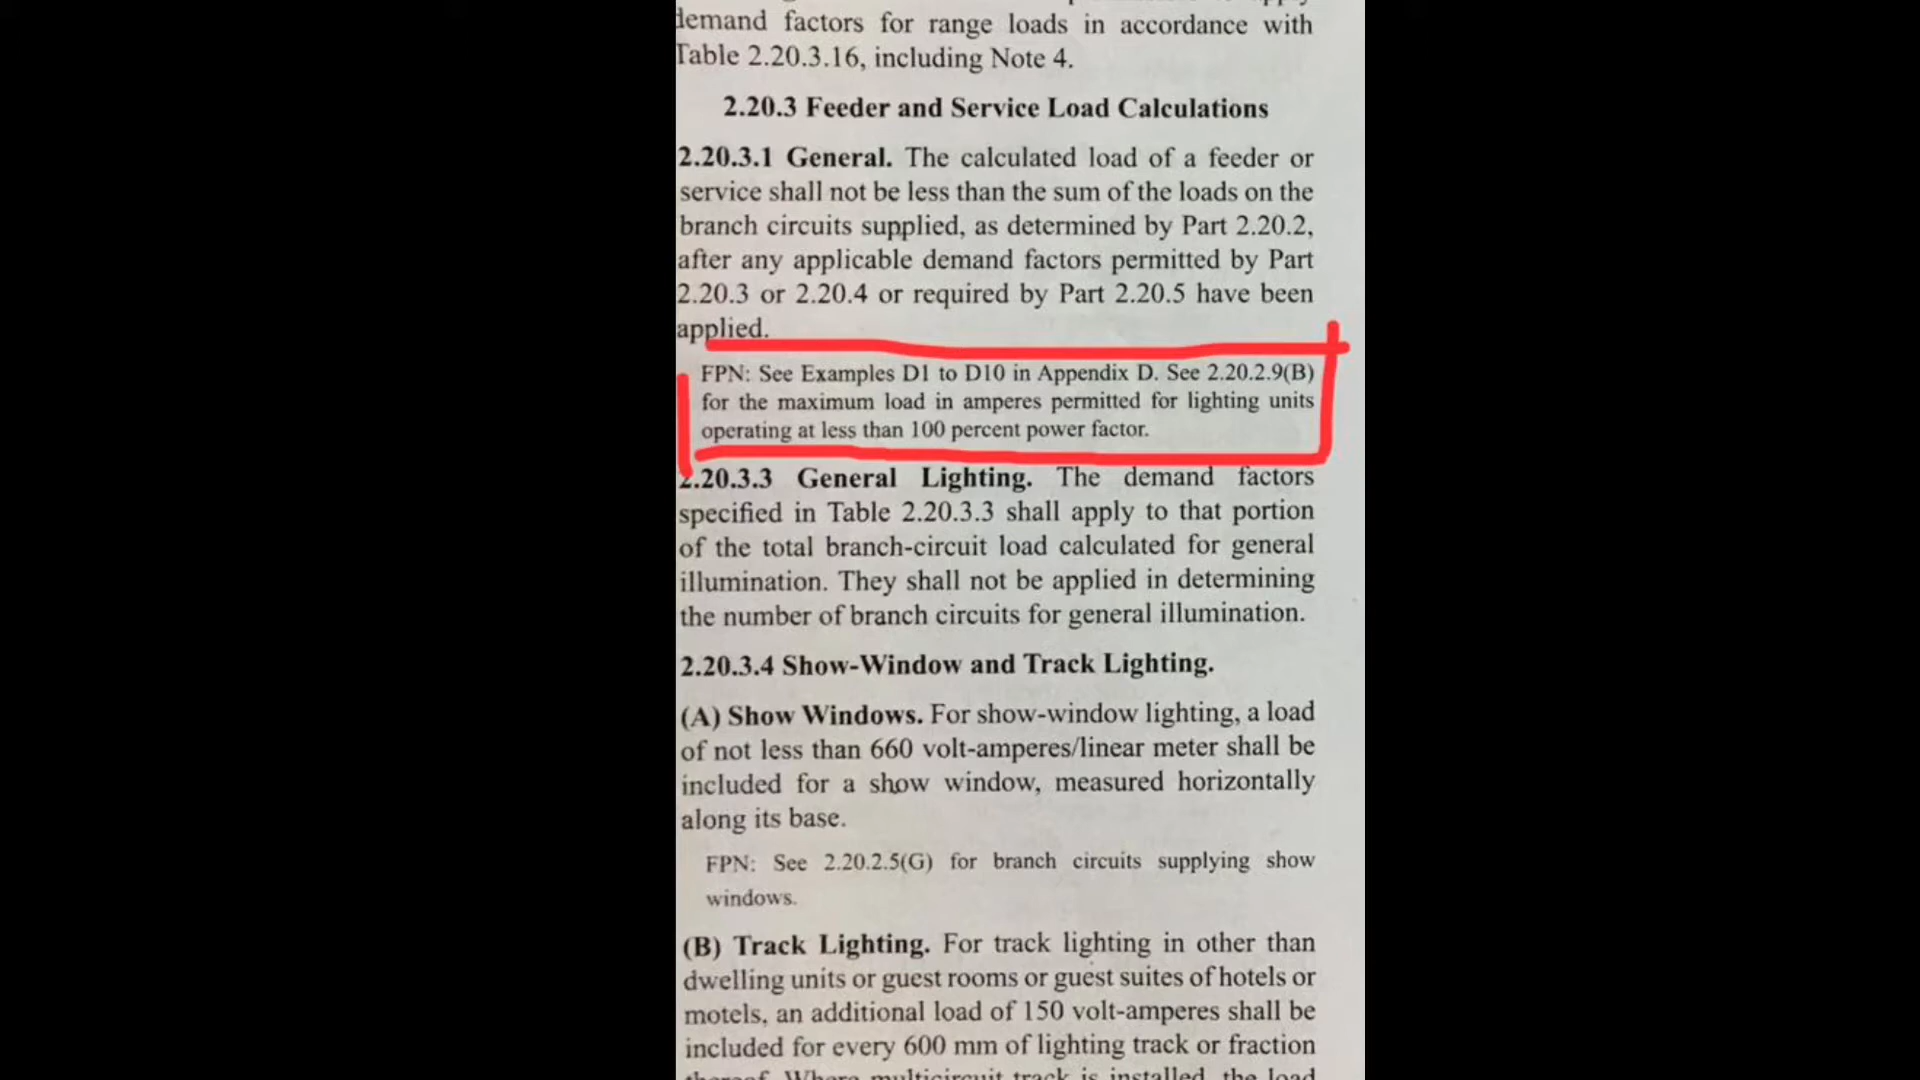 demand factors for range loads in accordance with
Table 2.20.3.16, including Note 4.
2.20.3 Feeder and Service Load Calculations
2.20.3.1 General. The calculated load of a feeder or
service shall not be less than the sum of the loads on the
branch circuits supplied, as determined by Part 2.20.2,
after any applicable demand factors permitted by Part
2.20.3 or 2.20.4 or required by Part 2.20.5 have been
applied.
FPN: See Examples D1 to D10 in Appendix D. See 2.20.2.9(B)
for the maximum load in amperes permitted for lighting units
operating at less than 100 percent power factor.
2.20.3.3 General Lighting. The demand factors
specified in Table 2.20.3.3 shall apply to that portion
of the total branch-circuit load calculated for general
illumination. They shall not be applied in determining
the number of branch circuits for general illumination.
2.20.3.4 Show-Window and Track Lighting.
(A) Show Windows. For show-window lighting, a load
of not less than 660 volt-amperes/linear meter shall be
included for a show window, measured horizontally
along its base.
FPN: See 2.20.2.5(G) for branch circuits supplying show
windows.
(B) Track Lighting. For track lighting in other than
dwelling units or guest rooms or guest suites of hotels or
motels, an additional load of 150 volt-amperes shall be
included for every 600 mm of lighting track or fraction
thereof. Where multicircuit track is installed, the load